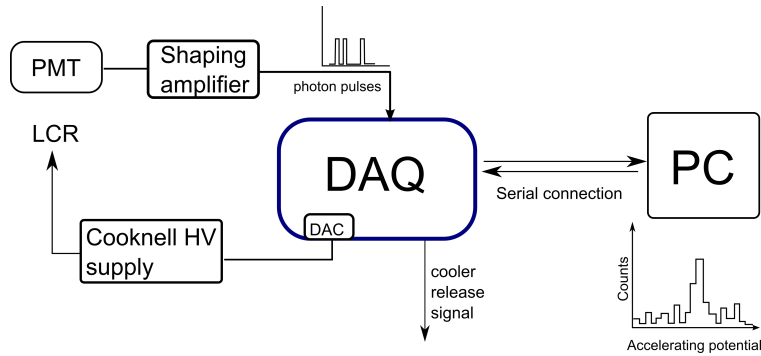 PMT
Shaping
amplifier
photon pulses
LCR
DAQ
DAC
PC
Serial connection
Cooknell HV
supply
cooler
release
signal
Counts
Accelerating potential